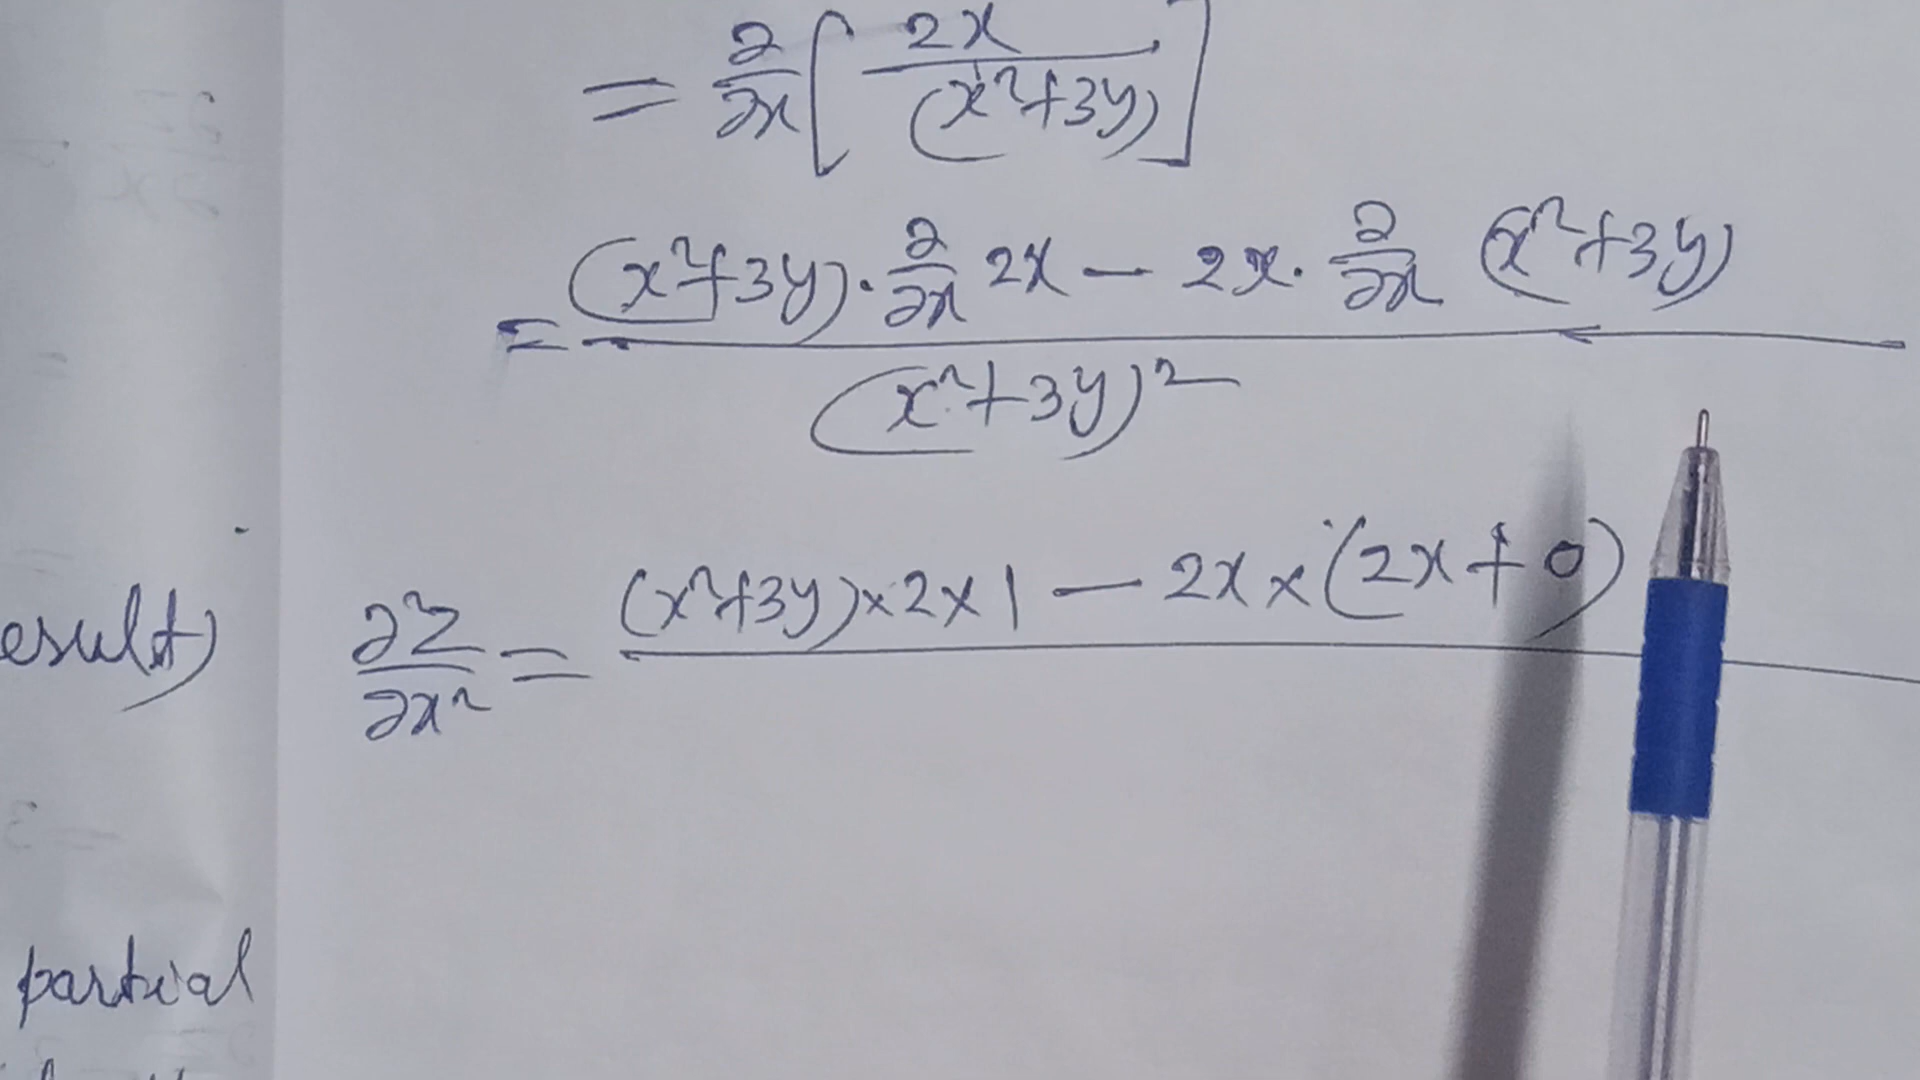 = ∂/∂x [ 2x / (x²+3y) ]
= (x²+3y) · ∂/∂x 2x − 2x · ∂/∂x (x²+3y)
(x²+3y)²
esult) ∂²z/∂x² = (x²+3y) × 2 × 1 − 2x × (2x + 0)
partial